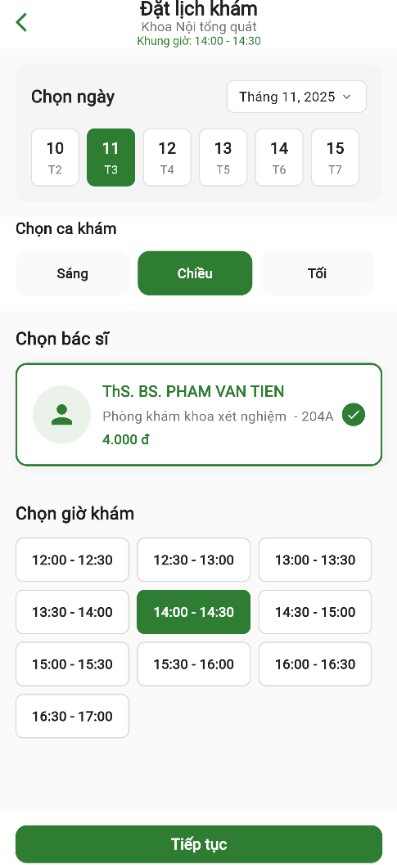 Đặt lịch khám
Khoa Nội tổng quát
Khung giờ: 14:00 - 14:30
Chọn ngày
Tháng 11, 2025
10 11 12 13 14 15
T2 T3 T4 T5 T6 T7
Chọn ca khám
Sáng Chiều Tối
Chọn bác sĩ
ThS. BS. PHAM VAN TIEN
Phòng khám khoa xét nghiệm - 204A
4.000 đ
Chọn giờ khám
12:00 - 12:30 12:30 - 13:00 13:00 - 13:30
13:30 - 14:00 14:00 - 14:30 14:30 - 15:00
15:00 - 15:30 15:30 - 16:00 16:00 - 16:30
16:30 - 17:00
Tiếp tục